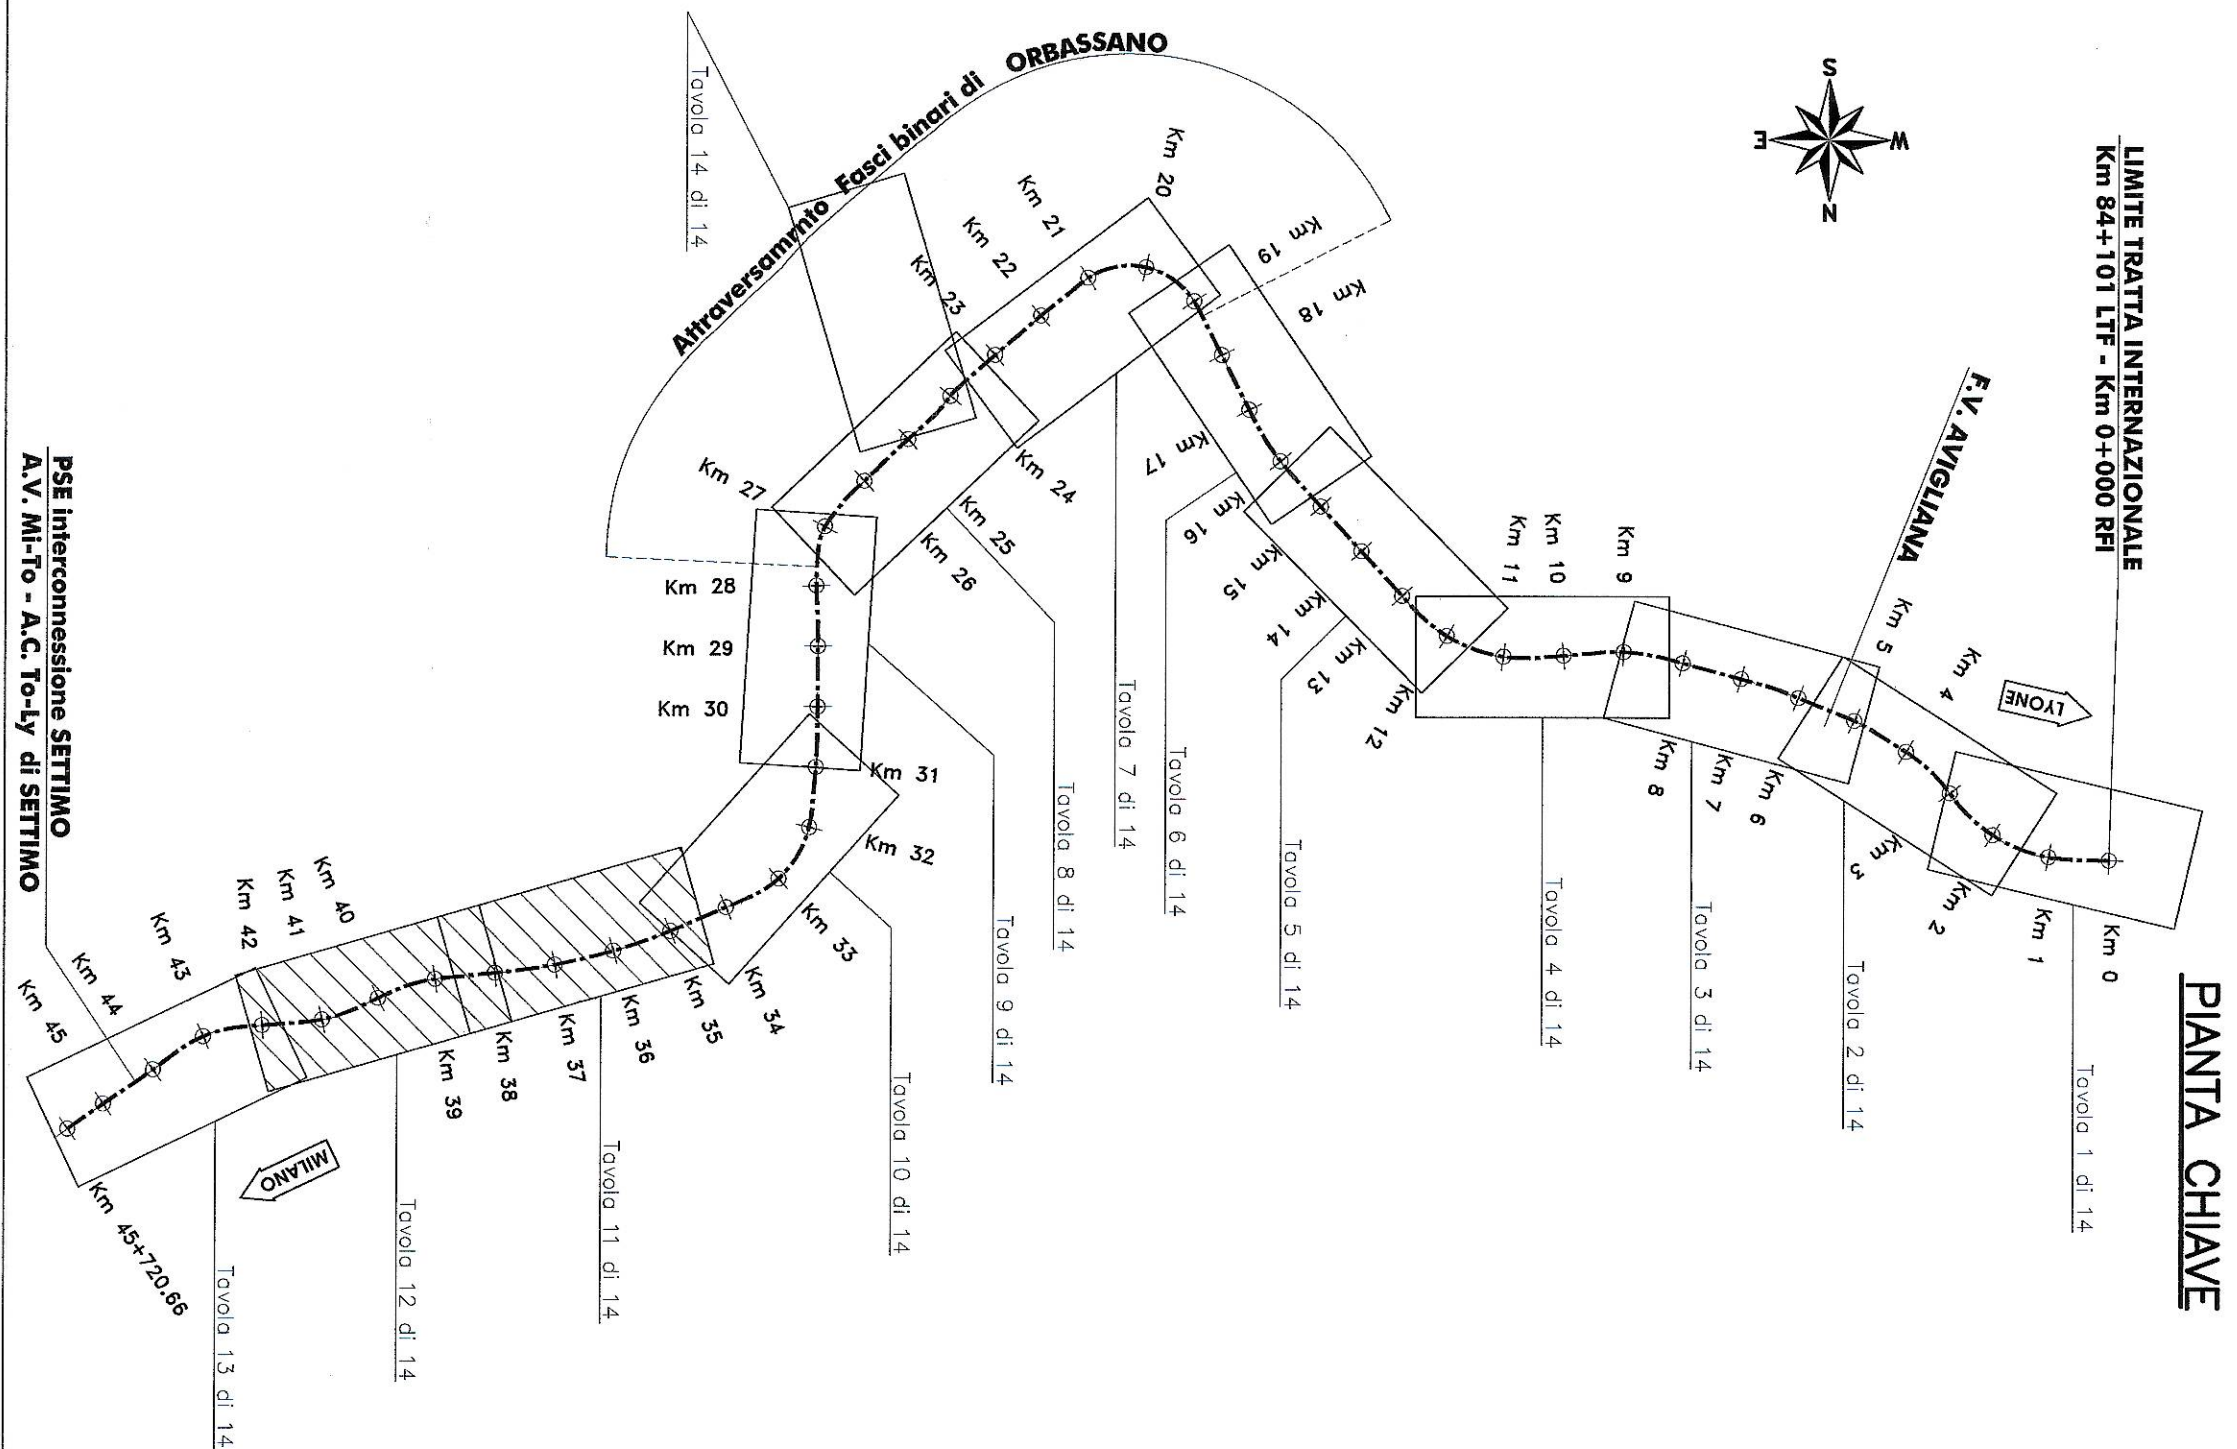 PIANTA CHIAVE
LIMITE TRATTA INTERNAZIONALE
Km 84+101 LTF - Km 0+000 RFI
S
W
E
N
F.V. AVIGLIANA
LYONE
Km 0
Km 1
Km 2
Km 3
Km 4
Km 5
Km 6
Km 7
Km 8
Km 9
Km 10
Km 11
Km 12
Km 13
Km 14
Km 15
Km 16
Km 17
Km 18
Km 19
Km 20
Km 21
Km 22
Km 23
Km 24
Km 25
Km 26
Km 27
Km 28
Km 29
Km 30
Km 31
Km 32
Km 33
Km 34
Km 35
Km 36
Km 37
Km 38
Km 39
Km 40
Km 41
Km 42
Km 43
Km 44
Km 45
Km 45+720.66
Tavola 1 di 14
Tavola 2 di 14
Tavola 3 di 14
Tavola 4 di 14
Tavola 5 di 14
Tavola 6 di 14
Tavola 7 di 14
Tavola 8 di 14
Tavola 9 di 14
Tavola 10 di 14
Tavola 11 di 14
Tavola 12 di 14
Tavola 13 di 14
Tavola 14 di 14
Attraversamrnto Fasci binari di ORBASSANO
MILANO
PSE interconnessione SETTIMO
A.V. Mi-To - A.C. To-Ly di SETTIMO